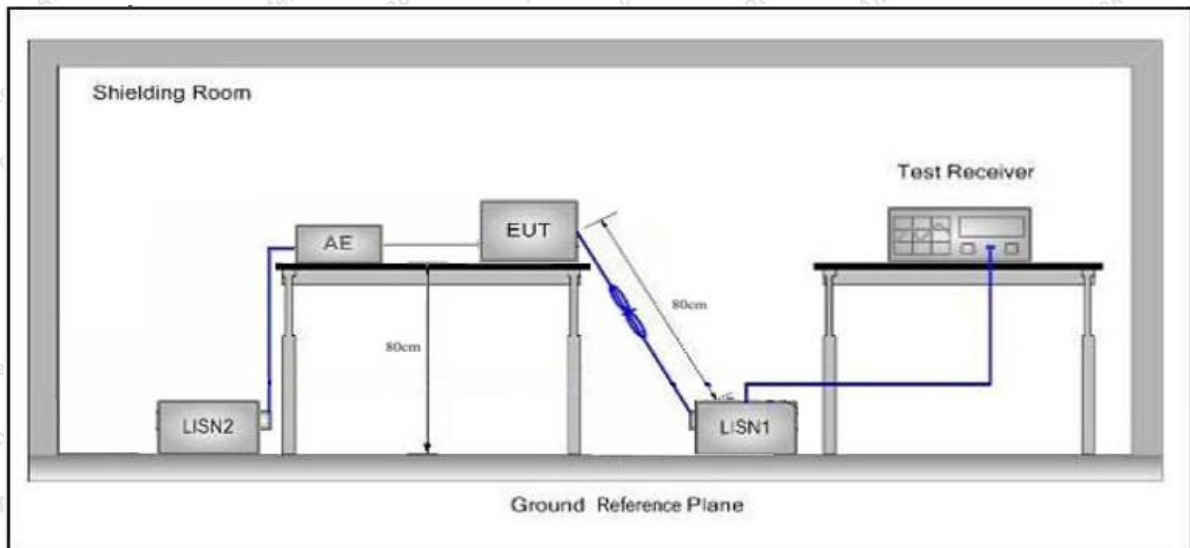 Shielding Room
Test Receiver
EUT
AE
80cm
80cm
LISN2
LISN1
Ground Reference Plane